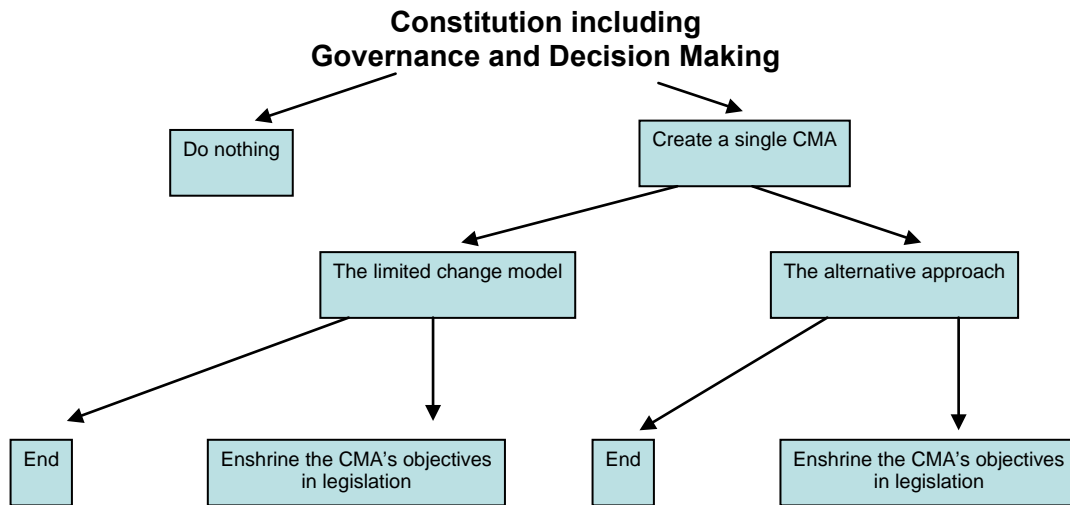 Constitution including
Governance and Decision Making
Do nothing
Create a single CMA
The limited change model
The alternative approach
End
Enshrine the CMA’s objectives
in legislation
End
Enshrine the CMA’s objectives
in legislation